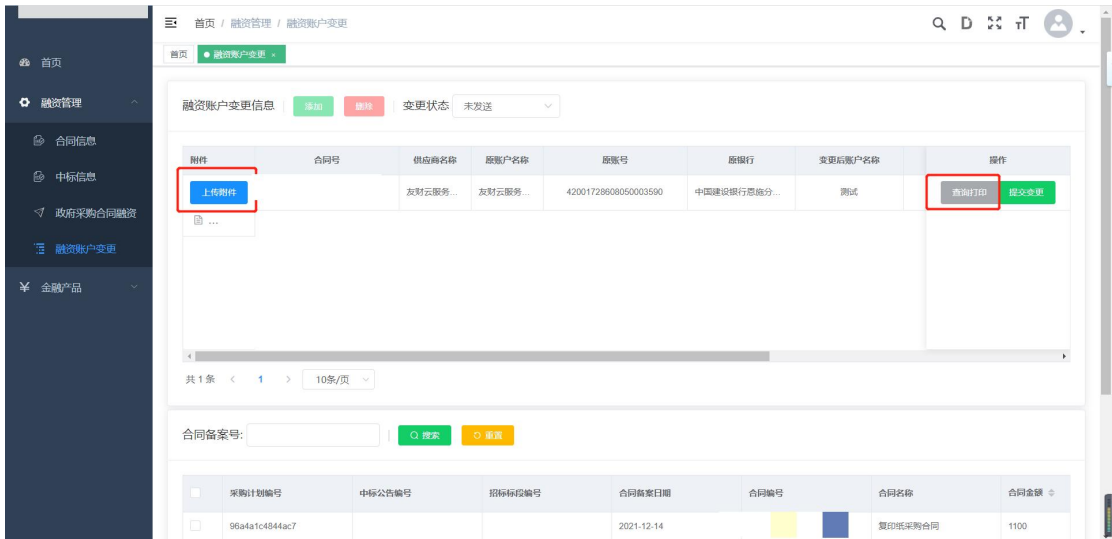 首页 / 融资管理 / 融资账户变更
首页
融资账户变更 ×
首页
融资管理
合同信息
中标信息
政府采购合同融资
融资账户变更
金融产品
融资账户变更信息 添加 删除 变更状态 未发送
附件 合同号 供应商名称 原账户名称 原账号 原银行 变更后账户名称 操作
上传附件 友财云服务... 友财云服务... 42001728608050003590 中国建设银行恩施分... 测试 查询打印 提交变更
...
共 1 条 < 1 > 10条/页
合同备案号: 搜索 重置
采购计划编号 中标公告编号 招标标段编号 合同备案日期 合同编号 合同名称 合同金额
96a4a1c4844ac7 2021-12-14 复印纸采购合同 1100